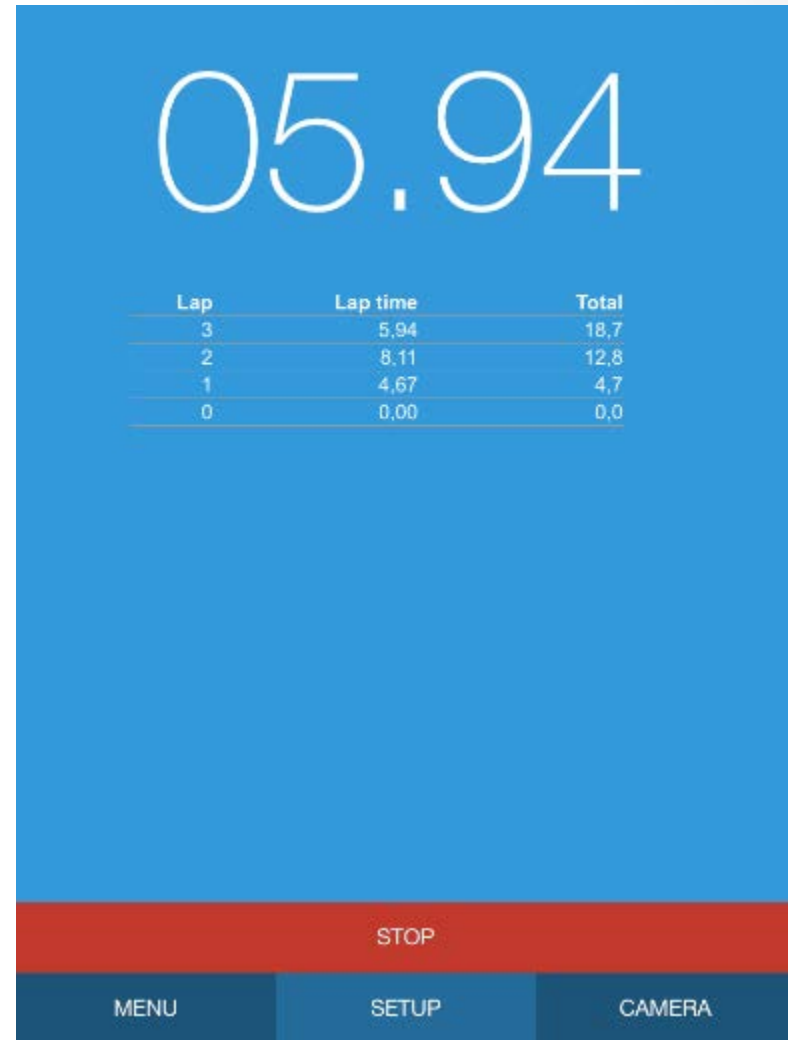 05.94
Lap Lap time Total
3 5,94 18,7
2 8,11 12,8
1 4,67 4,7
0 0,00 0,0
STOP
MENU SETUP CAMERA